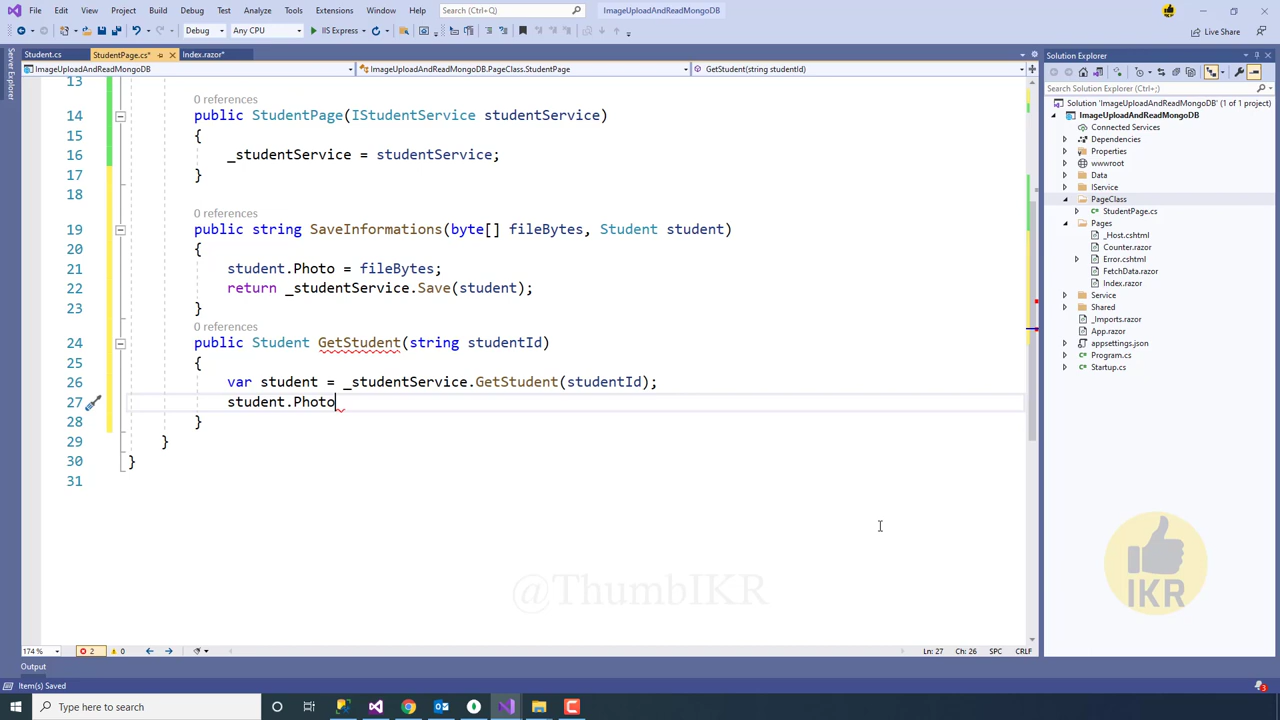 File Edit View Project Build Debug Test Analyze Tools Extensions Window Help Search (Ctrl+Q) ImageUploadAndReadMongoDB
Debug Any CPU IIS Express Live Share
Server Explorer
Student.cs StudentPage.cs* Index.razor*
ImageUploadAndReadMongoDB ImageUploadAndReadMongoDB.PageClass.StudentPage GetStudent(string studentId)
13
0 references
14 public StudentPage(IStudentService studentService)
15 {
16 _studentService = studentService;
17 }
18
0 references
19 public string SaveInformations(byte[] fileBytes, Student student)
20 {
21 student.Photo = fileBytes;
22 return _studentService.Save(student);
23 }
0 references
24 public Student GetStudent(string studentId)
25 {
26 var student = _studentService.GetStudent(studentId);
27 student.Photo
28 }
29 }
30 }
31
174 % 2 0 Ln: 27 Ch: 26 SPC CRLF
Output
Item(s) Saved 3
Solution Explorer
Search Solution Explorer (Ctrl+;)
Solution 'ImageUploadAndReadMongoDB' (1 of 1 project)
ImageUploadAndReadMongoDB
Connected Services
Dependencies
Properties
wwwroot
Data
IService
PageClass
StudentPage.cs
Pages
_Host.cshtml
Counter.razor
Error.cshtml
FetchData.razor
Index.razor
Service
Shared
_Imports.razor
App.razor
appsettings.json
Program.cs
Startup.cs
IKR
@ThumbIKR
Type here to search